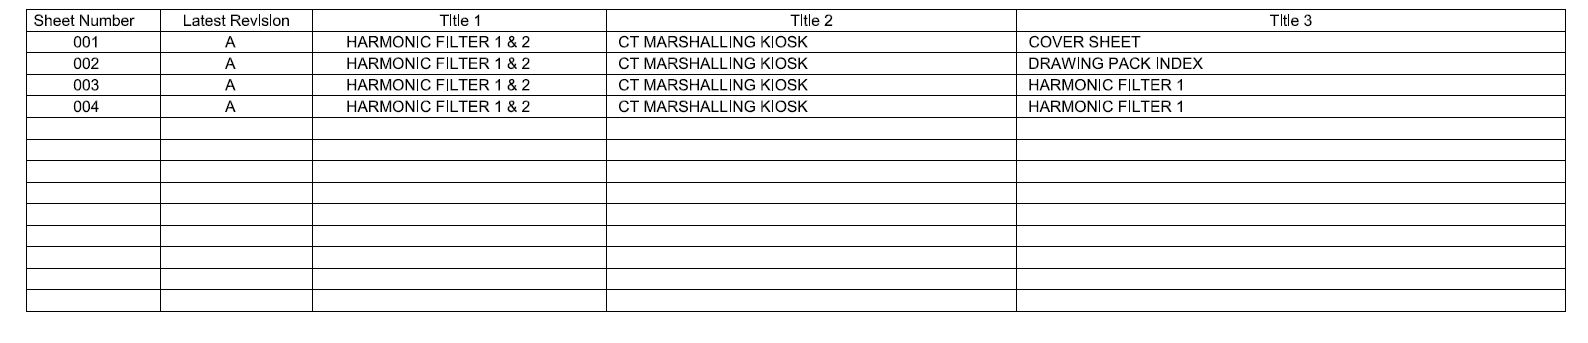 Sheet Number Latest Revision Title 1 Title 2 Title 3
001 A HARMONIC FILTER 1 & 2 CT MARSHALLING KIOSK COVER SHEET
002 A HARMONIC FILTER 1 & 2 CT MARSHALLING KIOSK DRAWING PACK INDEX
003 A HARMONIC FILTER 1 & 2 CT MARSHALLING KIOSK HARMONIC FILTER 1
004 A HARMONIC FILTER 1 & 2 CT MARSHALLING KIOSK HARMONIC FILTER 1